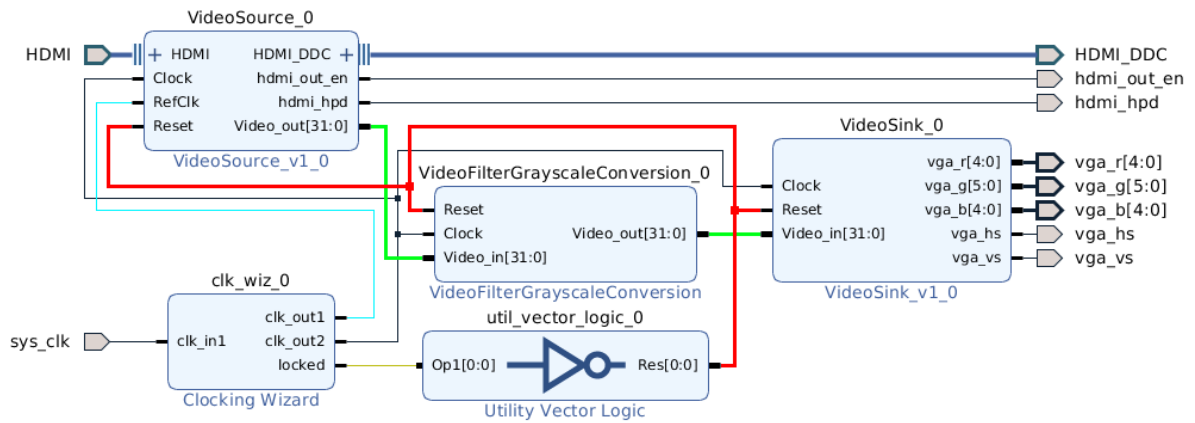 VideoSource_0
HDMI
HDMI
HDMI_DDC
HDMI_DDC
Clock
hdmi_out_en
hdmi_out_en
RefClk
hdmi_hpd
hdmi_hpd
Reset
Video_out[31:0]
VideoSource_v1_0
VideoSink_0
vga_r[4:0]
vga_r[4:0]
Clock
vga_g[5:0]
vga_g[5:0]
Reset
vga_b[4:0]
vga_b[4:0]
Video_in[31:0]
vga_hs
vga_hs
vga_vs
vga_vs
VideoSink_v1_0
VideoFilterGrayscaleConversion_0
Reset
Clock
Video_out[31:0]
Video_in[31:0]
VideoFilterGrayscaleConversion
clk_wiz_0
sys_clk
clk_in1
clk_out1
clk_out2
locked
Clocking Wizard
util_vector_logic_0
Op1[0:0]
Res[0:0]
Utility Vector Logic